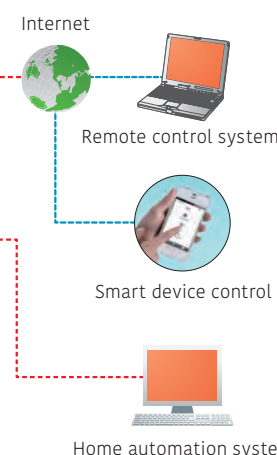 Internet
Remote control system
Smart device control
Home automation syste